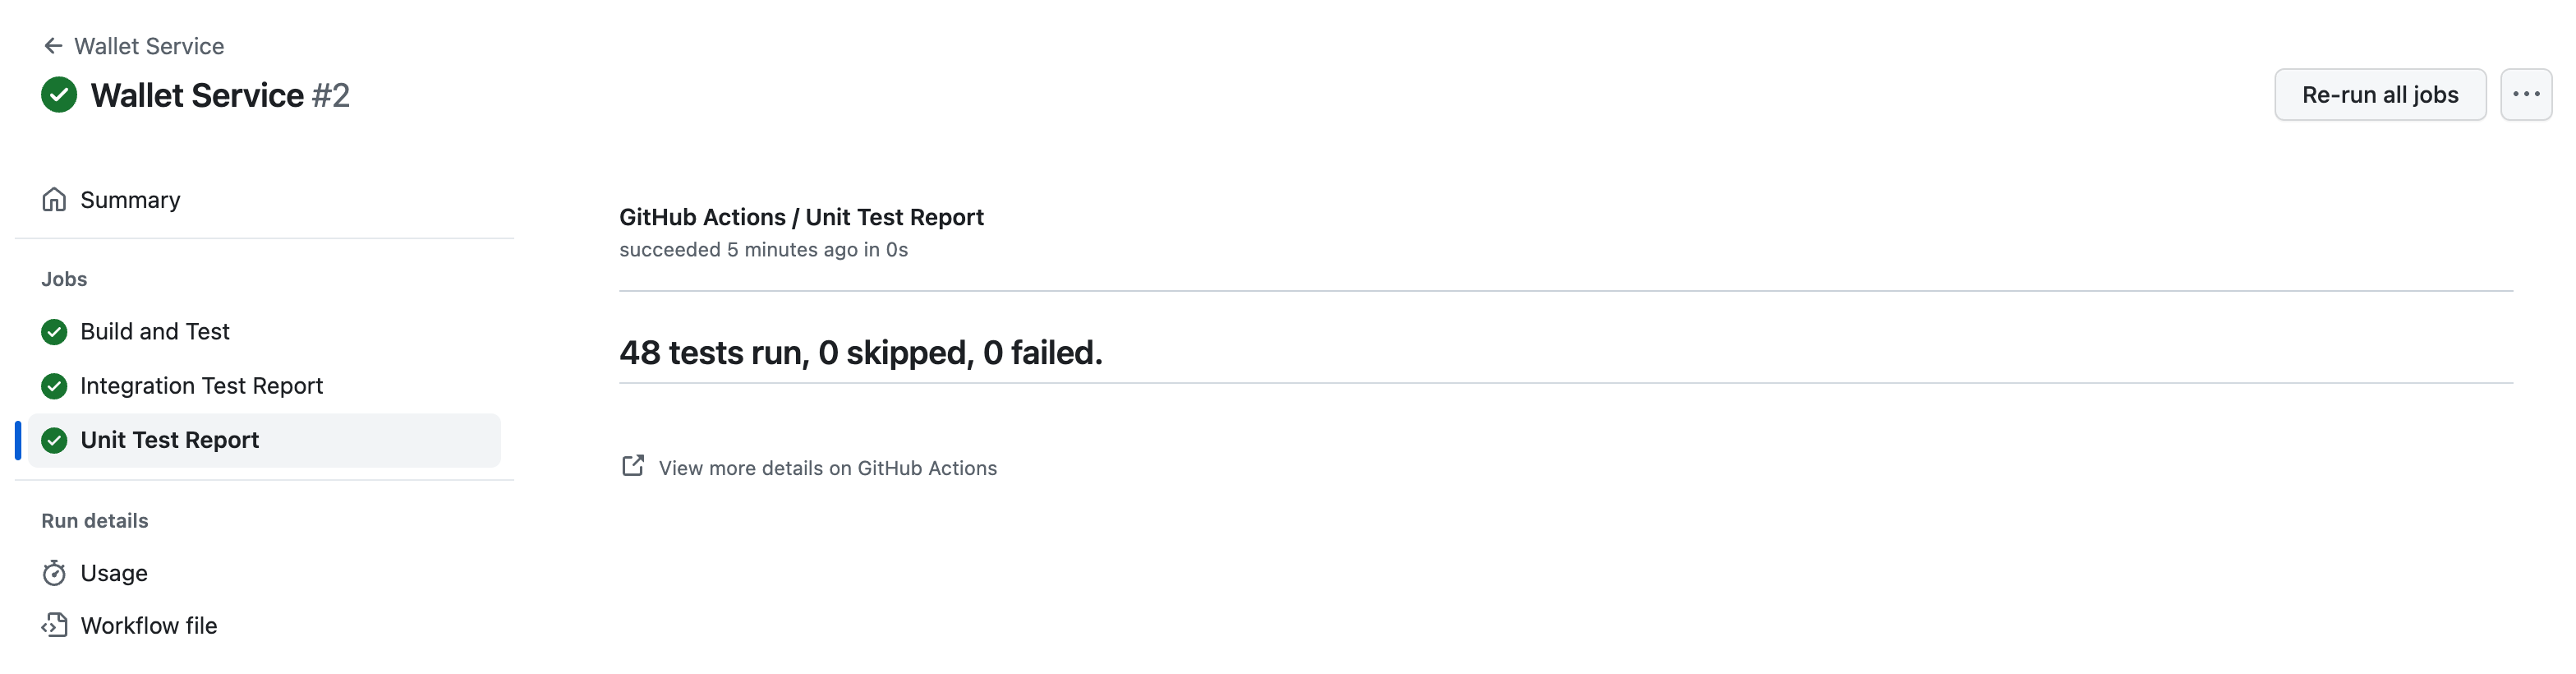 Wallet Service
Wallet Service #2
Re-run all jobs
Summary
Jobs
Build and Test
Integration Test Report
Unit Test Report
Run details
Usage
Workflow file
GitHub Actions / Unit Test Report
succeeded 5 minutes ago in 0s
48 tests run, 0 skipped, 0 failed.
View more details on GitHub Actions